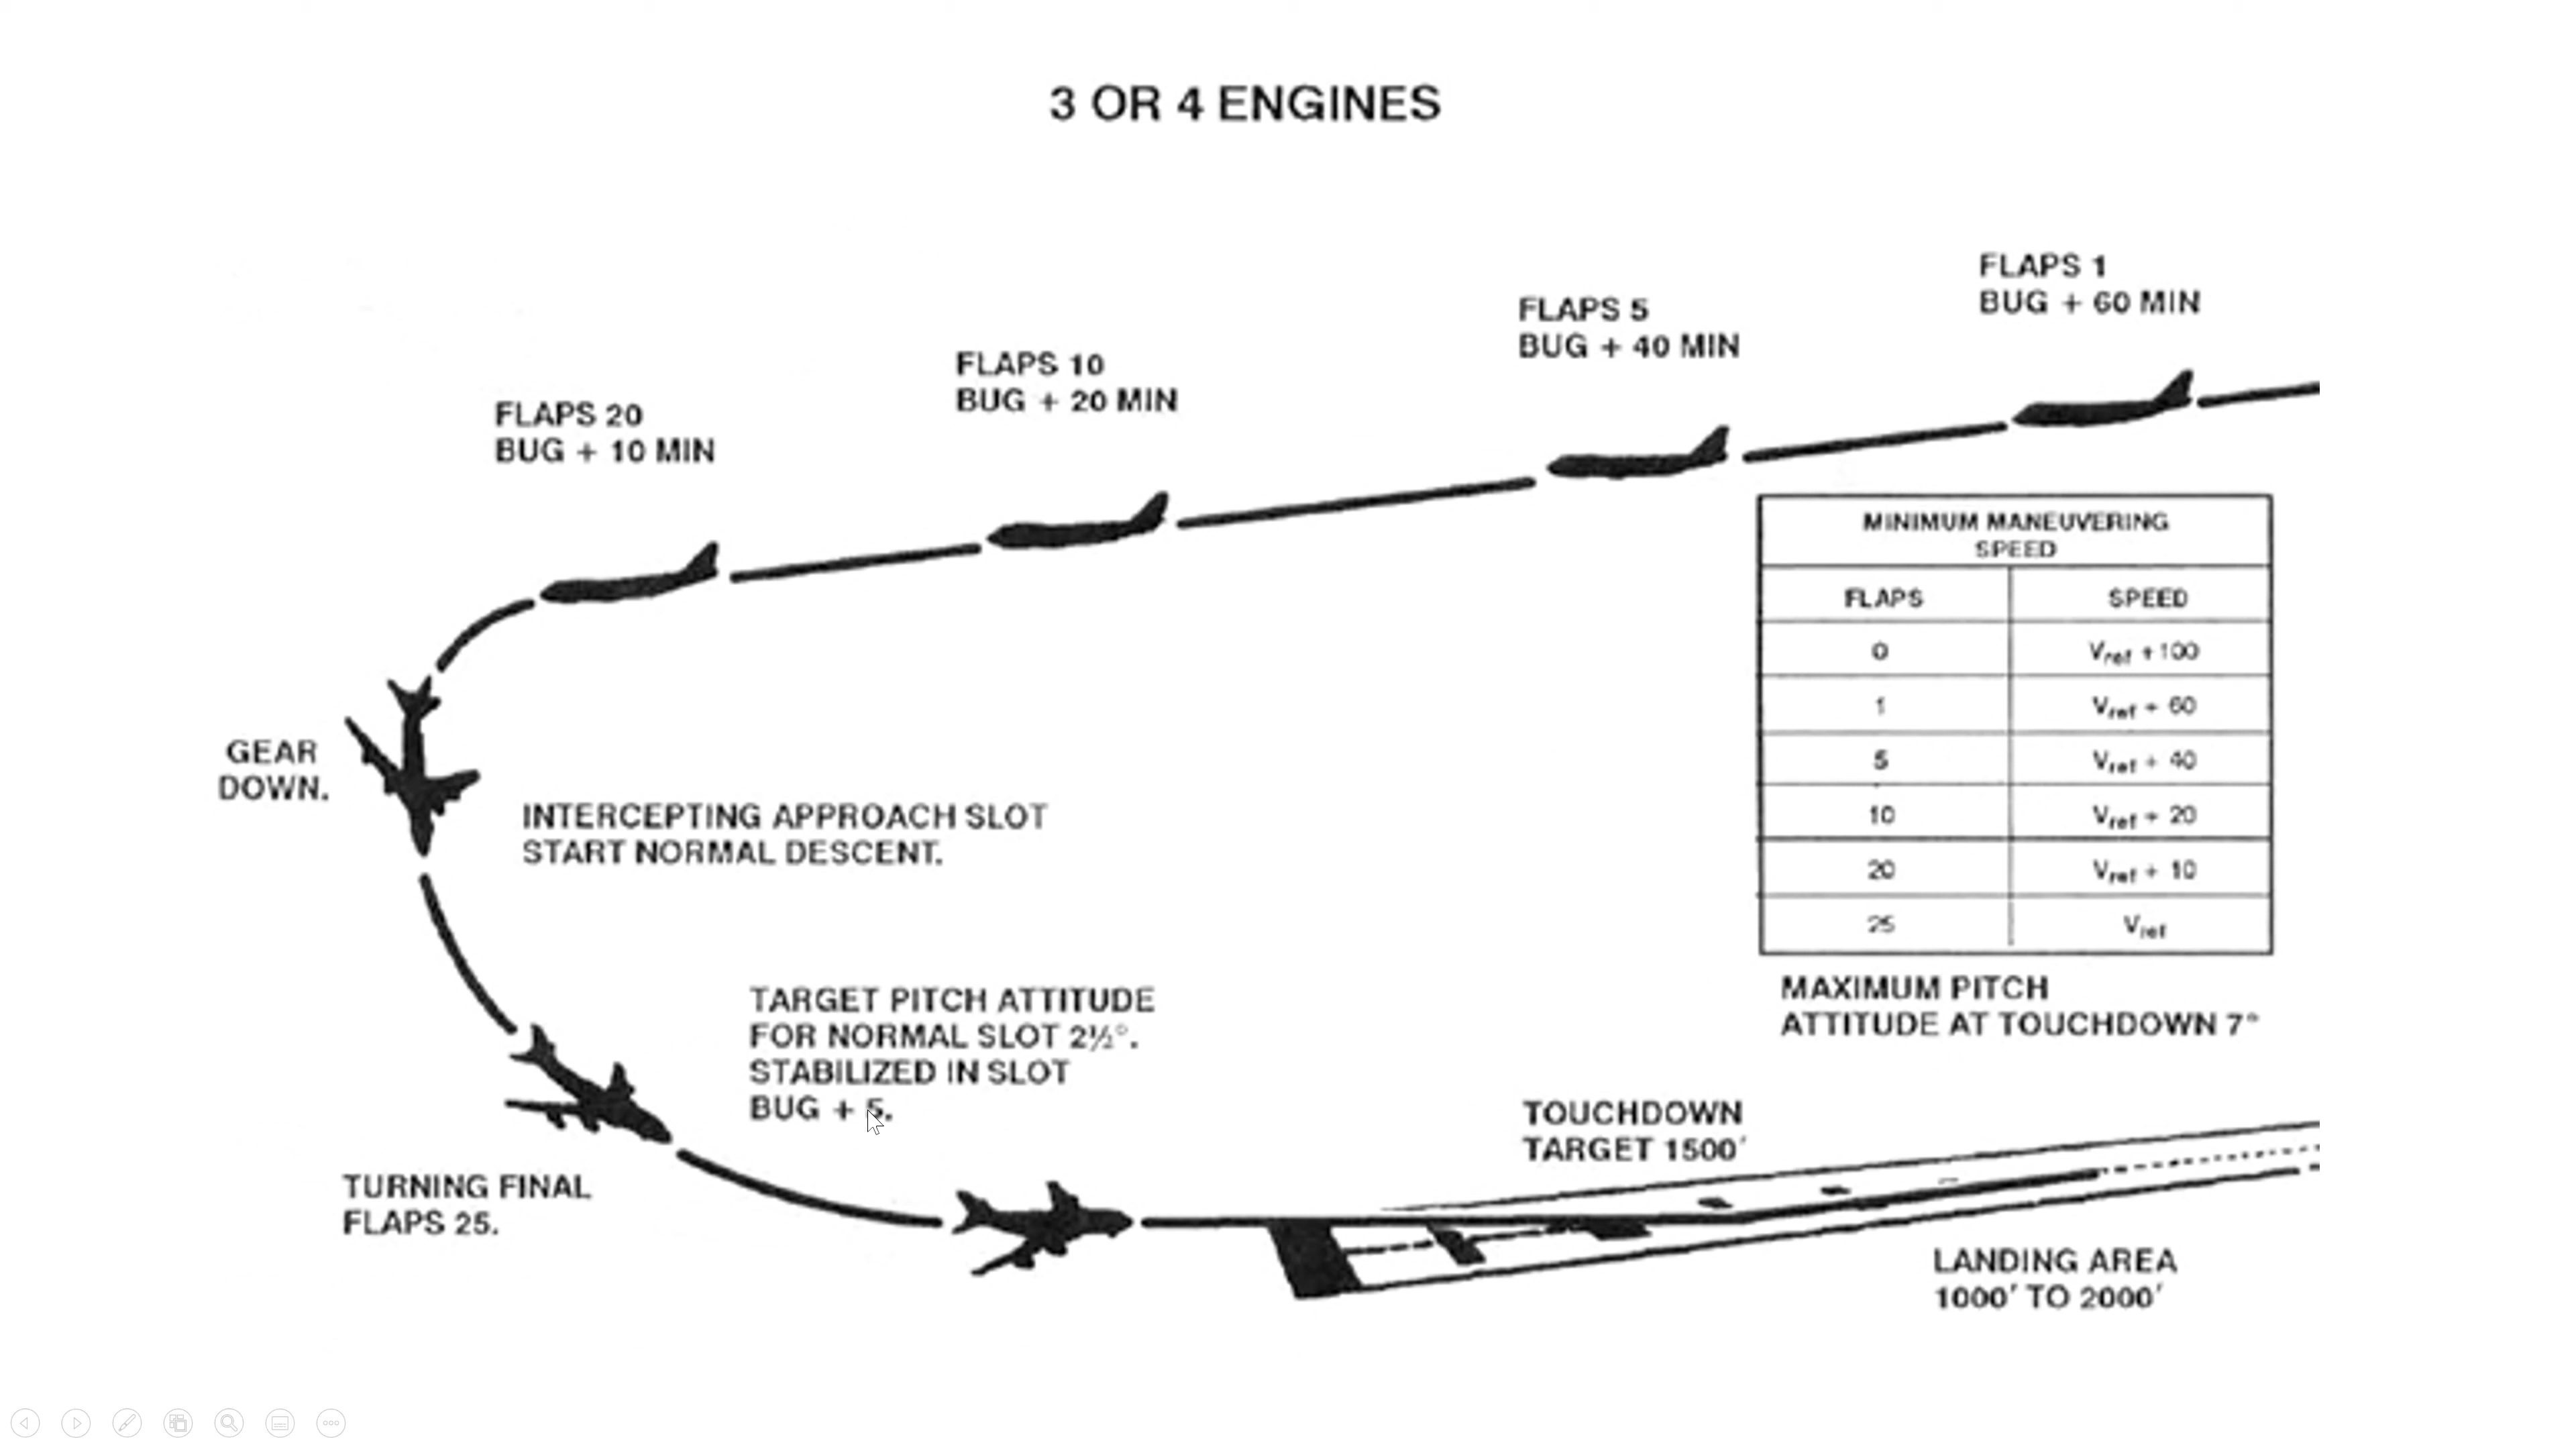 3 OR 4 ENGINES
FLAPS 1
BUG + 60 MIN
FLAPS 5
BUG + 40 MIN
FLAPS 10
BUG + 20 MIN
FLAPS 20
BUG + 10 MIN
MINIMUM MANEUVERING
SPEED
FLAPS SPEED
0 Vref + 100
1 Vref + 60
5 Vref + 40
10 Vref + 20
20 Vref + 10
25 Vref
MAXIMUM PITCH
ATTITUDE AT TOUCHDOWN 7°
GEAR
DOWN.
INTERCEPTING APPROACH SLOT
START NORMAL DESCENT.
TARGET PITCH ATTITUDE
FOR NORMAL SLOT 2½°.
STABILIZED IN SLOT
BUG + 5.
TURNING FINAL
FLAPS 25.
TOUCHDOWN
TARGET 1500′
LANDING AREA
1000′ TO 2000′